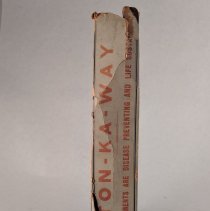 ON-KA-WAY
ARE DISEASE PREVENTING AND LIFE